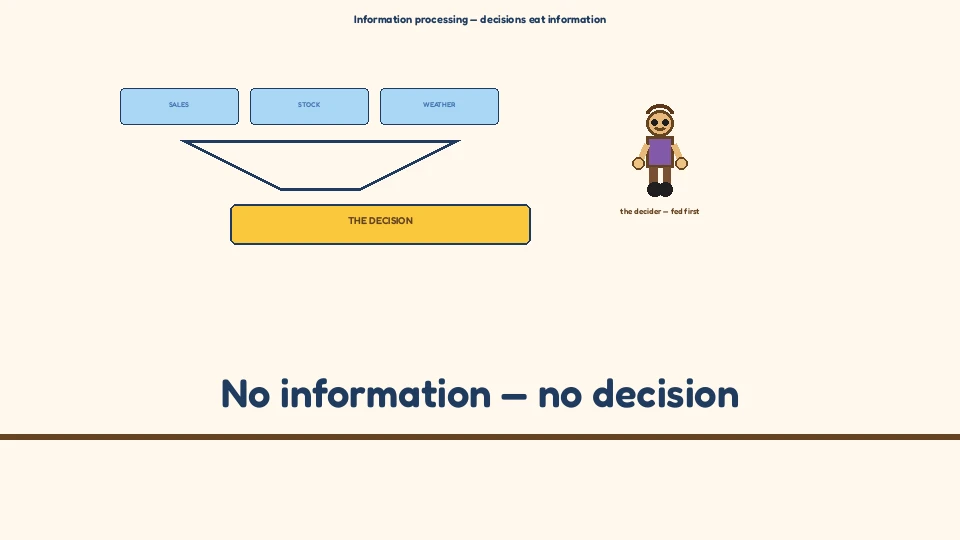 Information processing — decisions eat information
SALES
STOCK
WEATHER
THE DECISION
the decider — fed first
No information — no decision